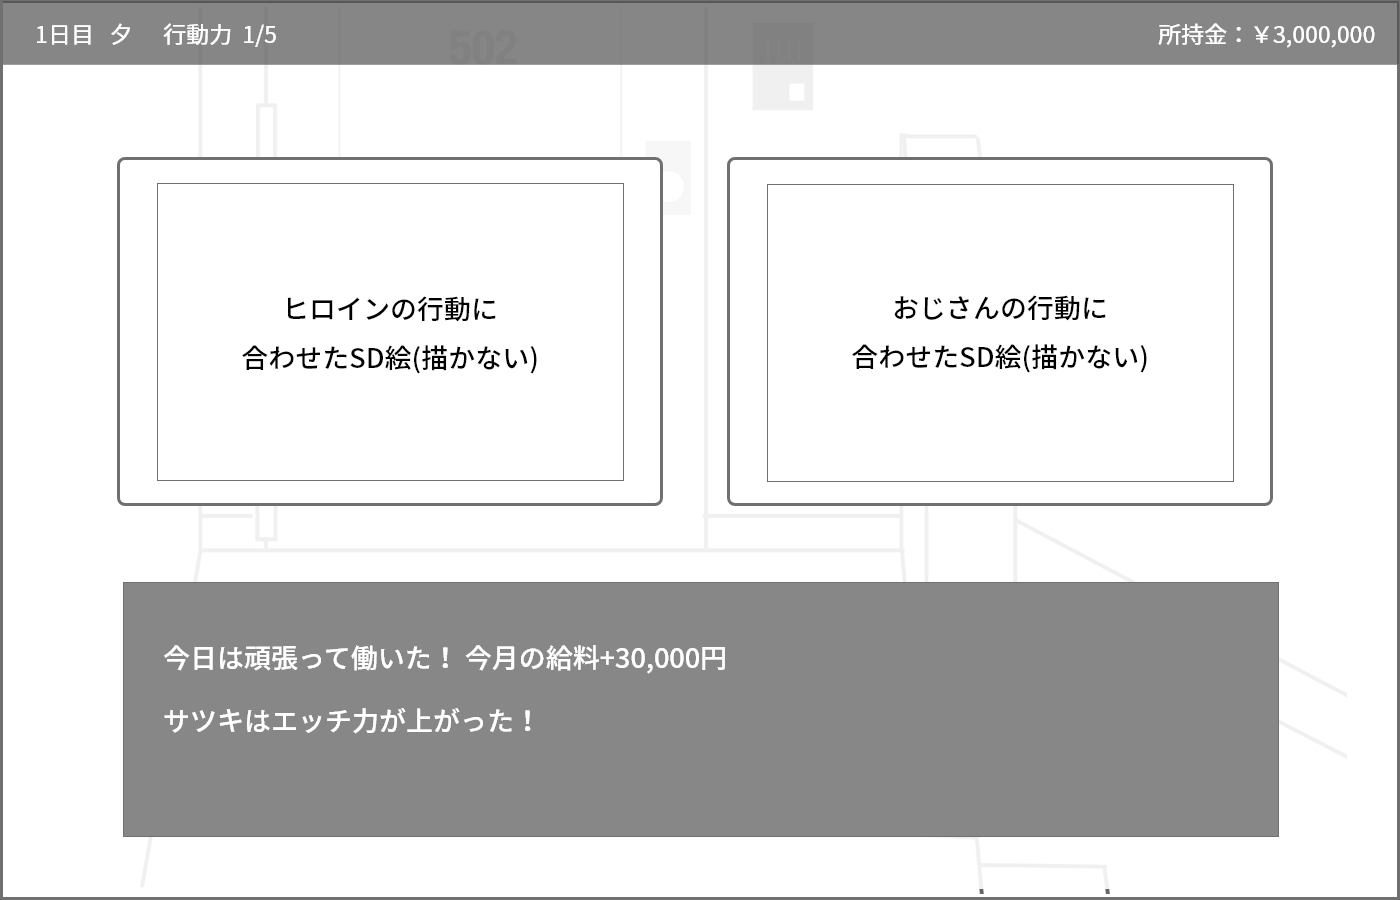 1日目 夕 行動力 1/5
所持金：￥3,000,000
502
ヒロインの行動に
合わせたSD絵(描かない)
おじさんの行動に
合わせたSD絵(描かない)
今日は頑張って働いた！ 今月の給料+30,000円
サツキはエッチ力が上がった！